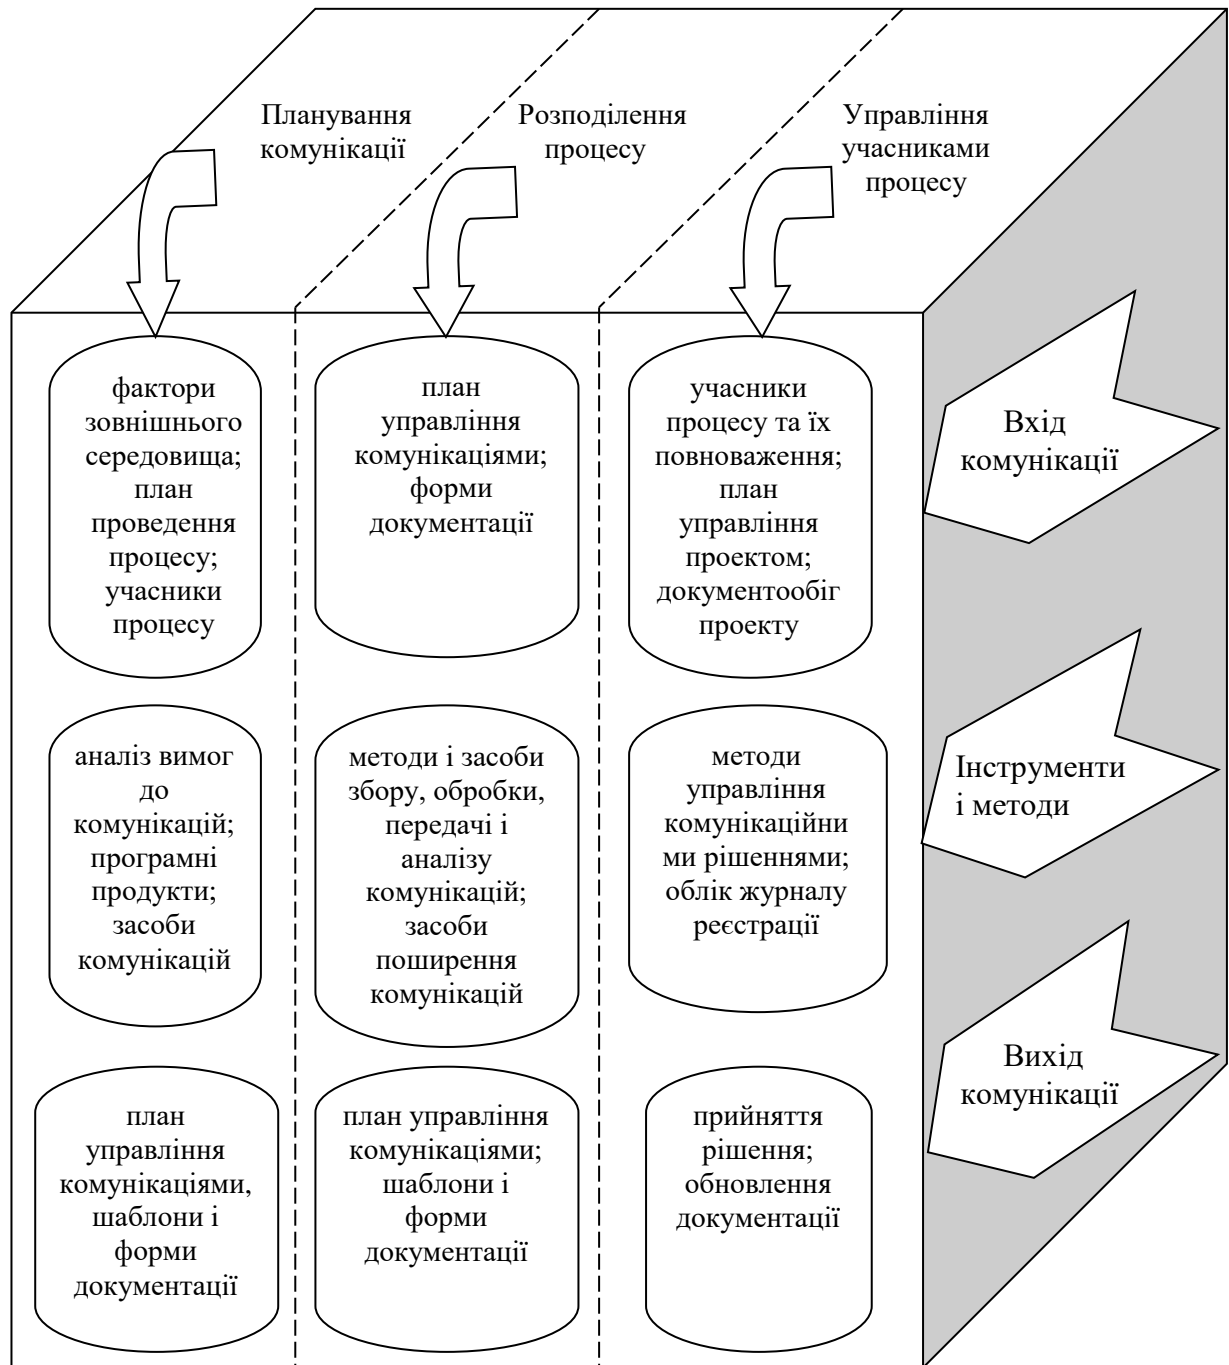 Планування
комунікації
Розподілення
процесу
Управління
учасниками
процесу
фактори
зовнішнього
середовища;
план
проведення
процесу;
учасники
процесу
план
управління
комунікаціями;
форми
документації
учасники
процесу та їх
повноваження;
план
управління
проектом;
документообіг
проекту
Вхід
комунікації
аналіз вимог
до
комунікацій;
програмні
продукти;
засоби
комунікацій
методи і засоби
збору, обробки,
передачі і
аналізу
комунікацій;
засоби
поширення
комунікацій
методи
управління
комунікаційни
ми рішеннями;
облік журналу
реєстрації
Інструменти
і методи
план
управління
комунікаціями,
шаблони і
форми
документації
план управління
комунікаціями;
шаблони і
форми
документації
прийняття
рішення;
обновлення
документації
Вихід
комунікації